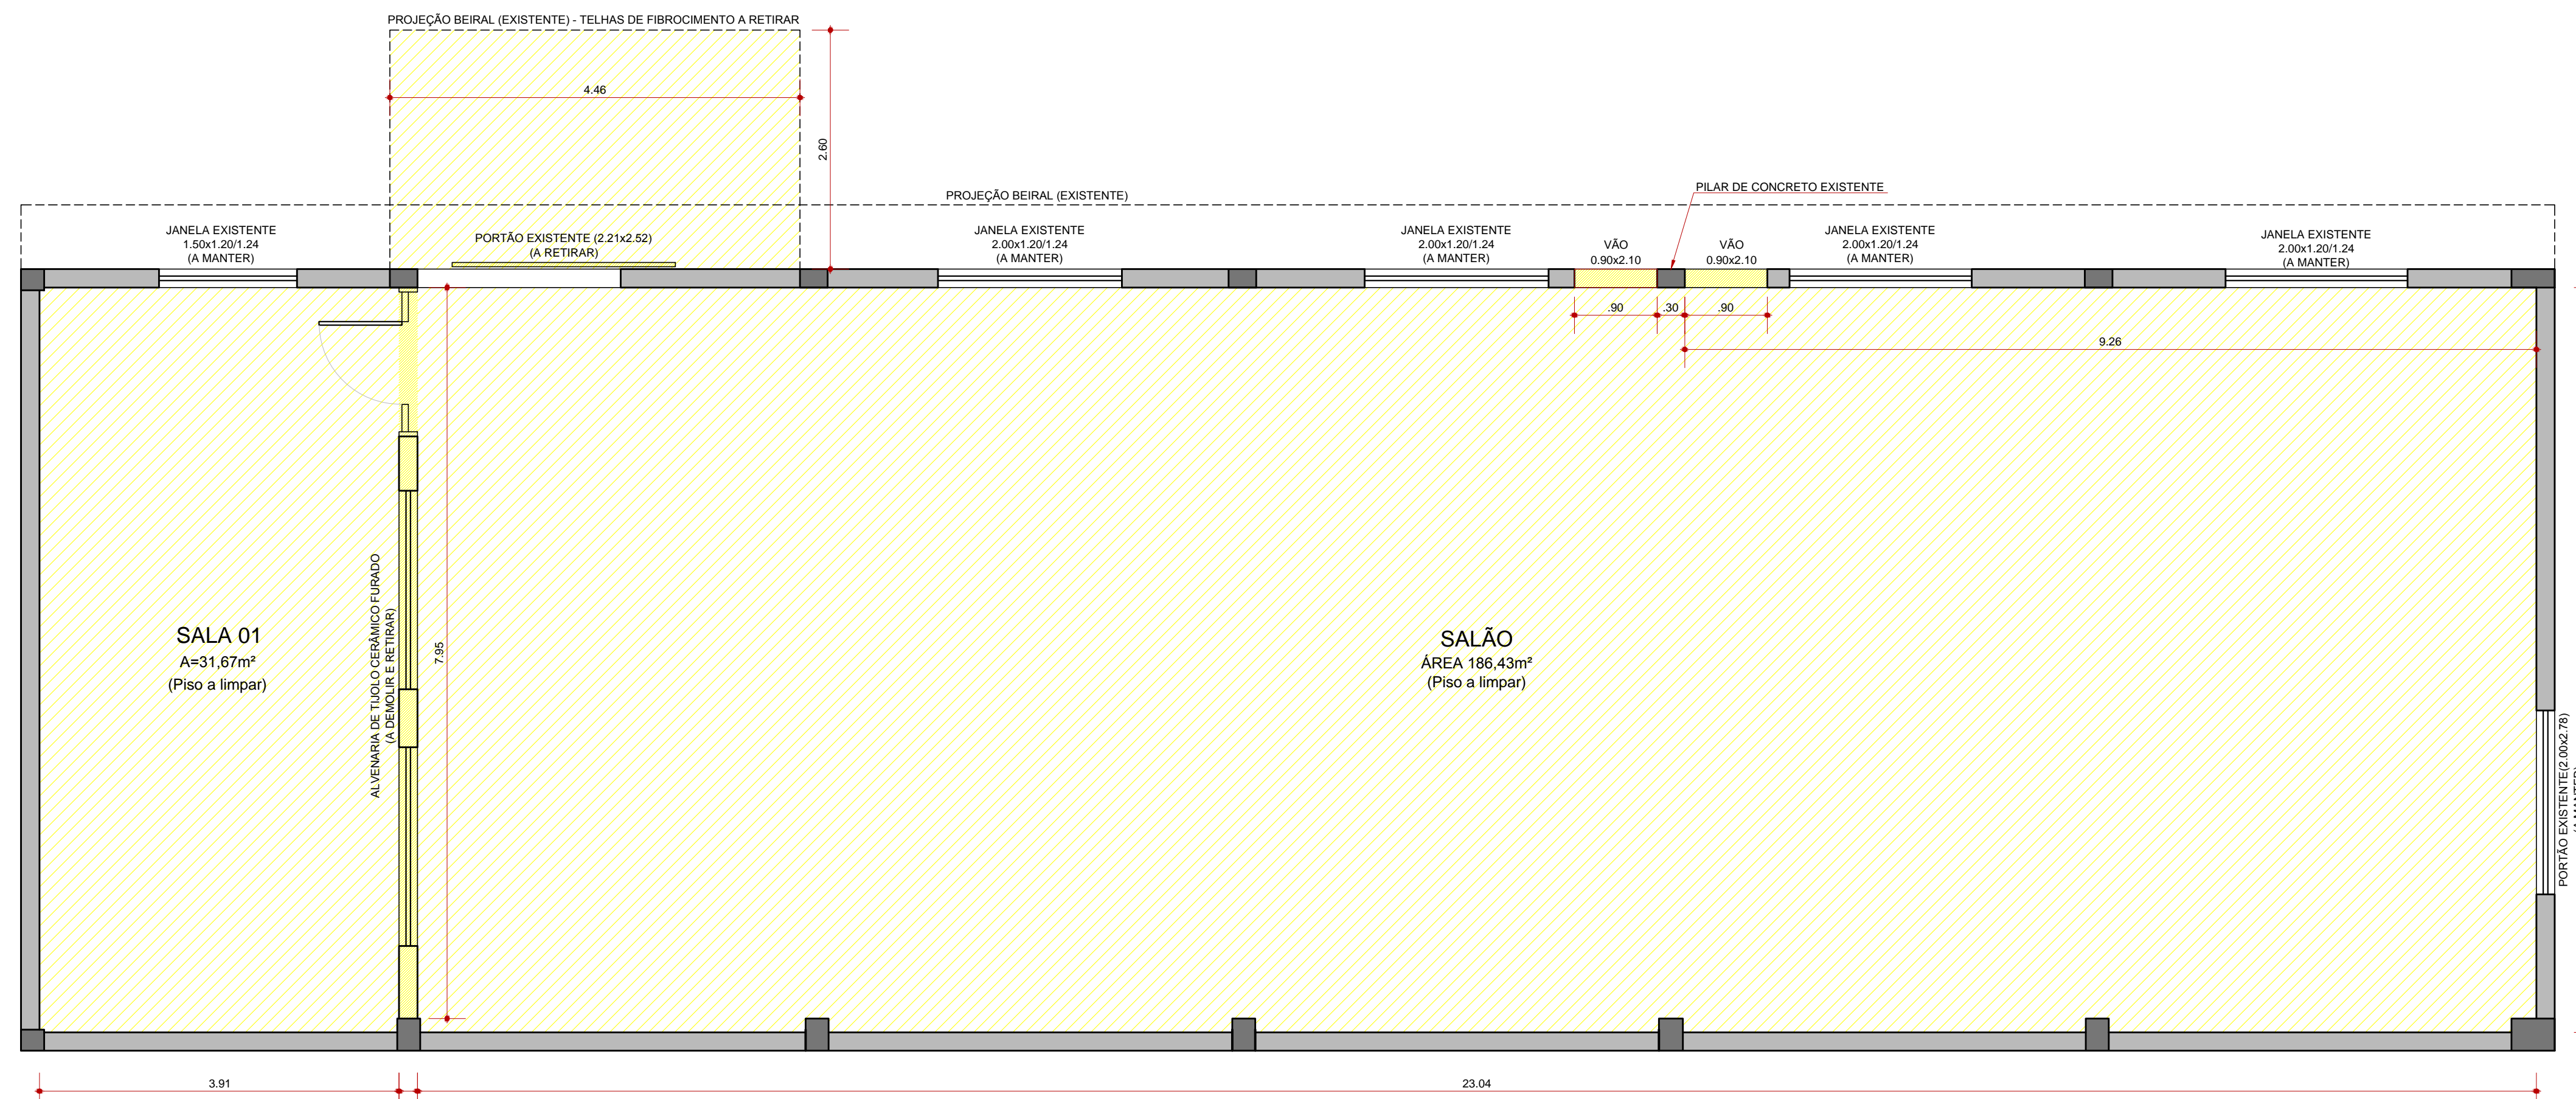 PROJEÇÃO BEIRAL (EXISTENTE) - TELHAS DE FIBROCIMENTO A RETIRAR
4.46
2.60
PROJEÇÃO BEIRAL (EXISTENTE)
PILAR DE CONCRETO EXISTENTE
JANELA EXISTENTE
1.50x1.20/1.24
(A MANTER)
PORTÃO EXISTENTE (2.21x2.52)
(A RETIRAR)
JANELA EXISTENTE
2.00x1.20/1.24
(A MANTER)
JANELA EXISTENTE
2.00x1.20/1.24
(A MANTER)
VÃO
0.90x2.10
VÃO
0.90x2.10
JANELA EXISTENTE
2.00x1.20/1.24
(A MANTER)
JANELA EXISTENTE
2.00x1.20/1.24
(A MANTER)
.90
.30
.90
9.26
ALVENARIA DE TIJOLO CERÂMICO FURADO
(A DEMOLIR E RETIRAR)
7.95
SALA 01
A=31,67m²
(Piso a limpar)
SALÃO
ÁREA 186,43m²
(Piso a limpar)
PORTÃO EXISTENTE(2.00x2.78)
3.91
23.04